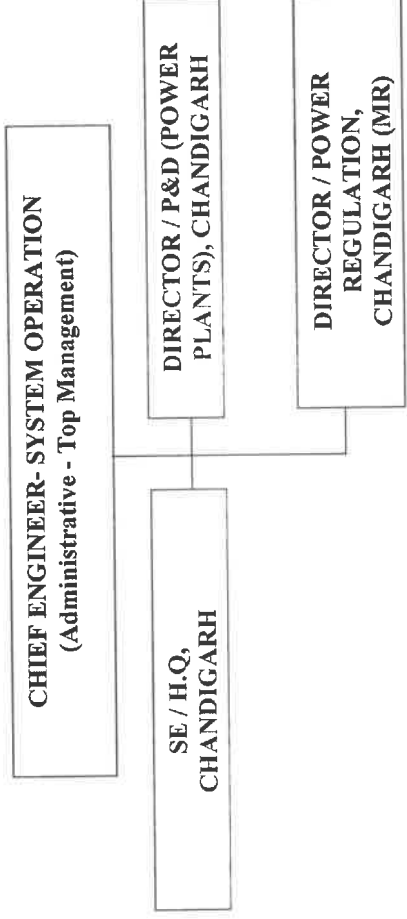 CHIEF ENGINEER- SYSTEM OPERATION
(Administrative - Top Management)
SE / H.Q,
CHANDIGARH
DIRECTOR / P&D (POWER
PLANTS), CHANDIGARH
DIRECTOR / POWER
REGULATION,
CHANDIGARH (MR)